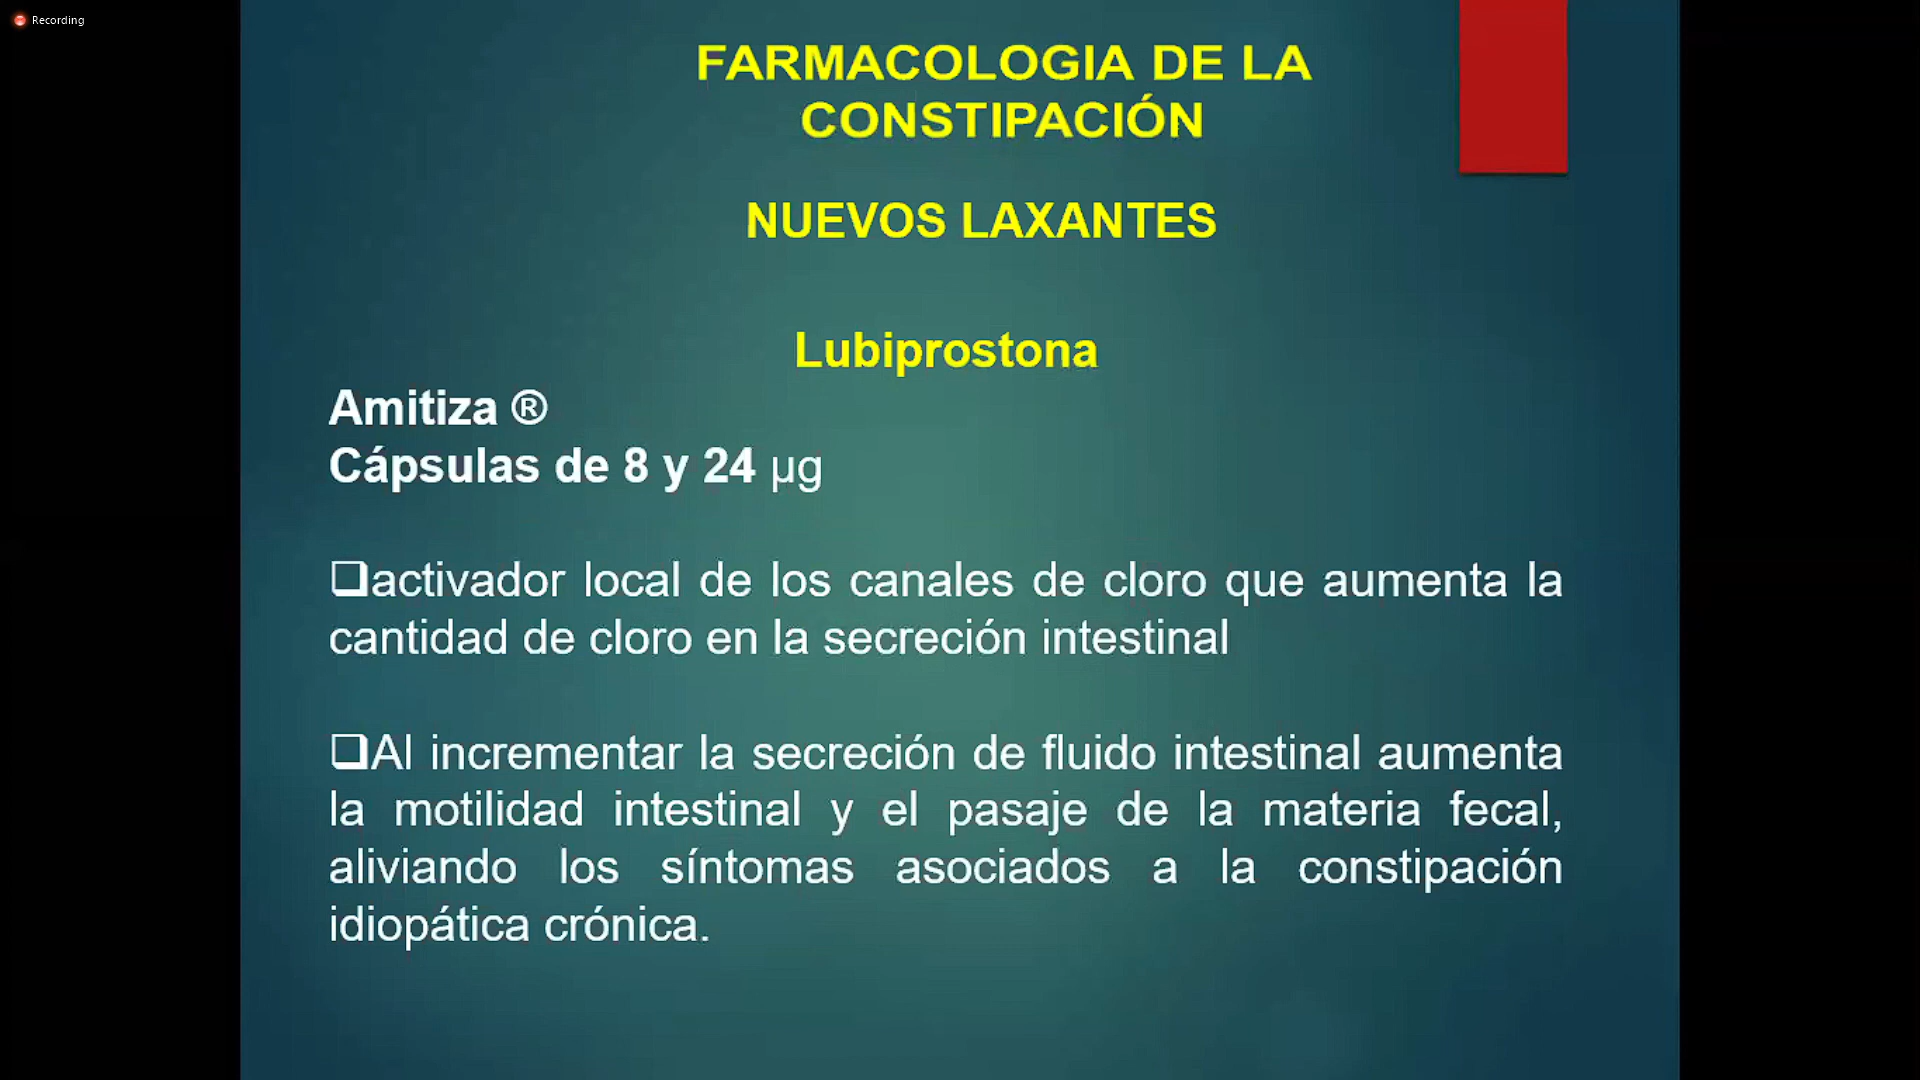 Recording
FARMACOLOGIA DE LA
CONSTIPACIÓN
NUEVOS LAXANTES
Lubiprostona
Amitiza ®
Cápsulas de 8 y 24 µg
❑activador local de los canales de cloro que aumenta la
cantidad de cloro en la secreción intestinal
❑Al incrementar la secreción de fluido intestinal aumenta
la motilidad intestinal y el pasaje de la materia fecal,
aliviando los síntomas asociados a la constipación
idiopática crónica.